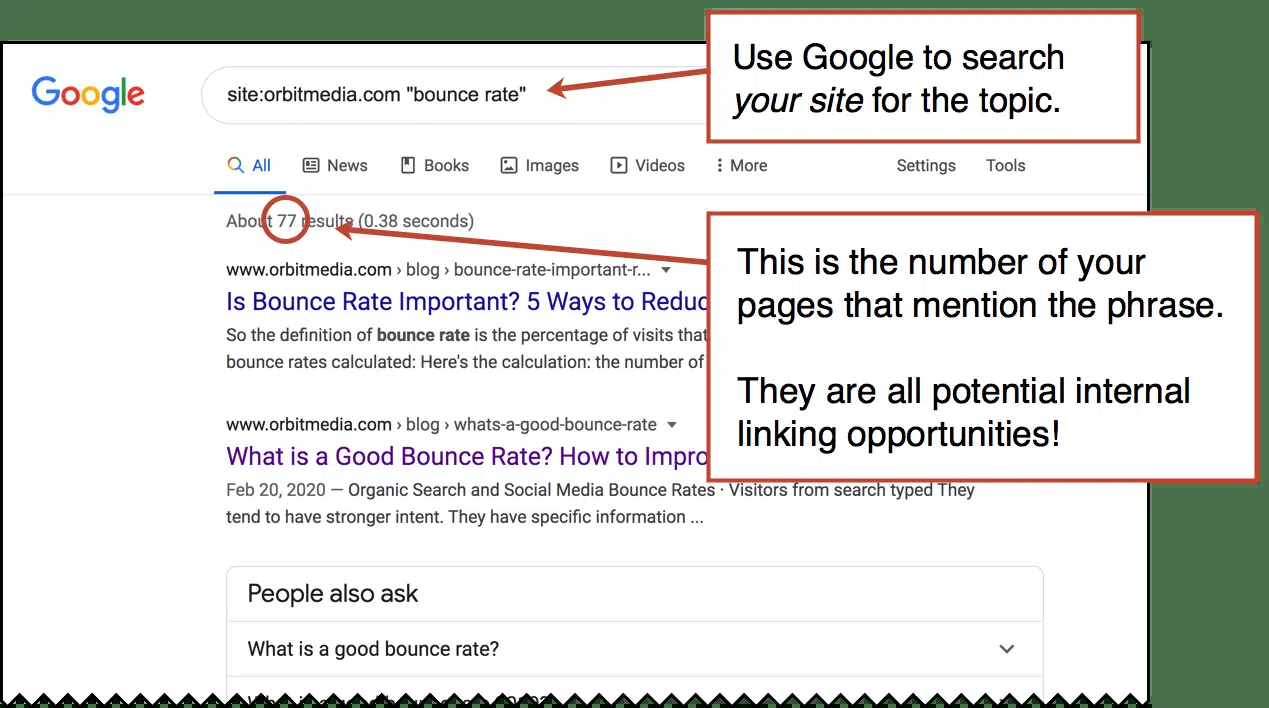 Google
site:orbitmedia.com "bounce rate"
Use Google to search
your site for the topic.
All
News
Books
Images
Videos
More
Settings
Tools
About 77 results (0.38 seconds)
This is the number of your
pages that mention the phrase.
They are all potential internal
linking opportunities!
www.orbitmedia.com › blog › bounce-rate-important-r...
Is Bounce Rate Important? 5 Ways to Reduc
So the definition of bounce rate is the percentage of visits that
bounce rates calculated: Here's the calculation: the number of
www.orbitmedia.com › blog › whats-a-good-bounce-rate
What is a Good Bounce Rate? How to Impro
Feb 20, 2020 — Organic Search and Social Media Bounce Rates · Visitors from search typed They
tend to have stronger intent. They have specific information ...
People also ask
What is a good bounce rate?